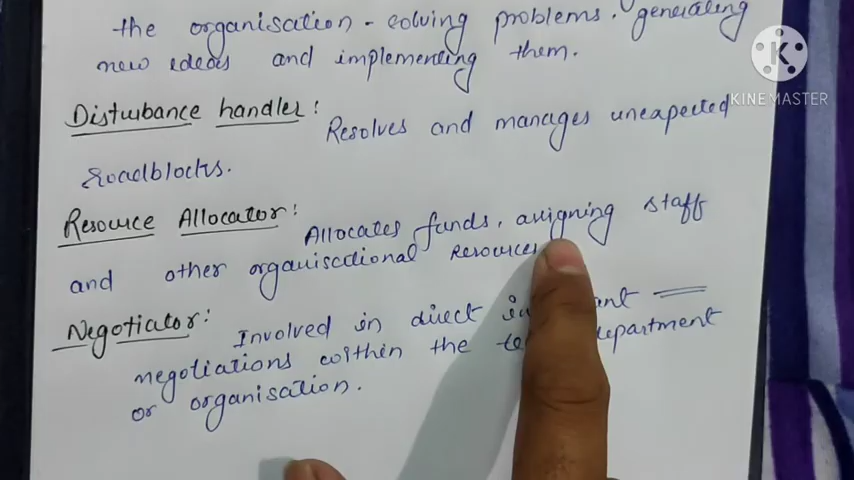 the organisation - solving problems, generating
new ideas and implementing them.
KINEMASTER
Disturbance handler:
Resolves and manages unexpected
roadblocks.
Resource Allocator:
Allocates funds, assigning staff
and other organisational resources
Negotiator:
Involved in direct
negotiations within the department
or organisation.